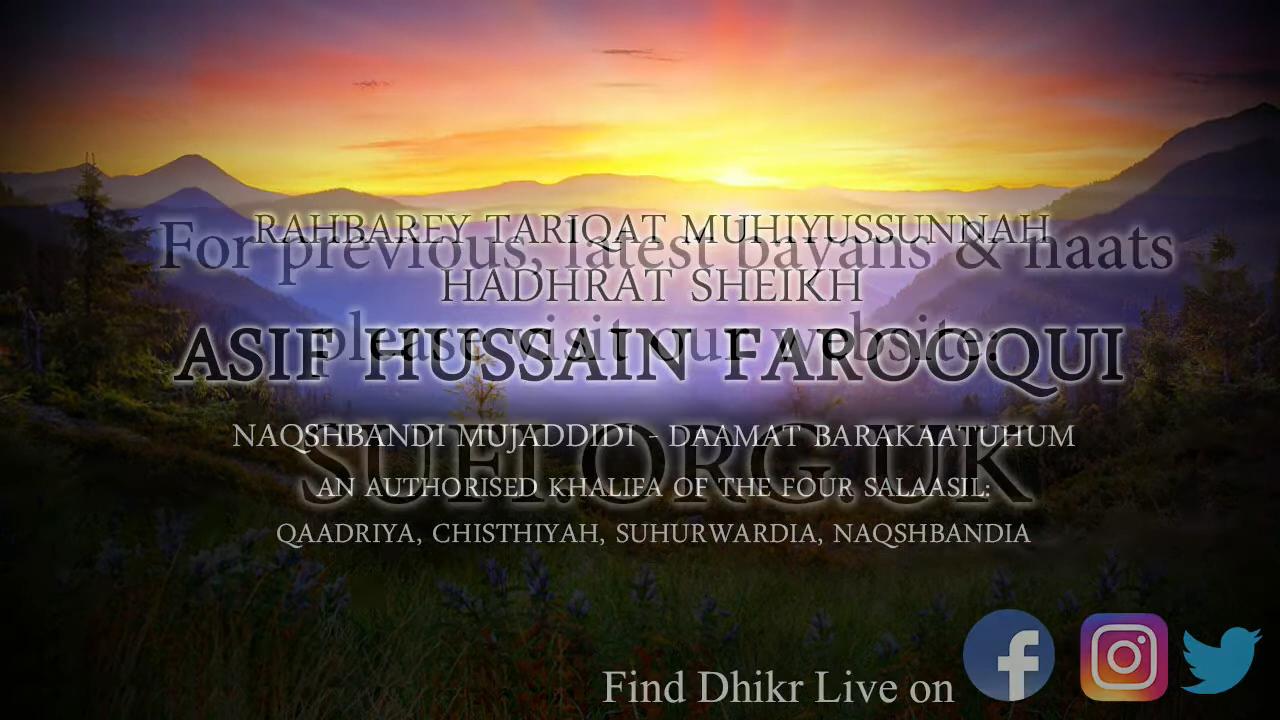 RAHBAREY TARIQAT MUHIYUSSUNNAH
For previous, latest bayans & naats
HADHRAT SHEIKH
please visit our website:
ASIF HUSSAIN FAROOQUI
NAQSHBANDI MUJADDIDI - DAAMAT BARAKAATUHUM
SUFI.ORG.UK
AN AUTHORISED KHALIFA OF THE FOUR SALAASIL:
QAADRIYA, CHISTHIYAH, SUHURWARDIA, NAQSHBANDIA
Find Dhikr Live on